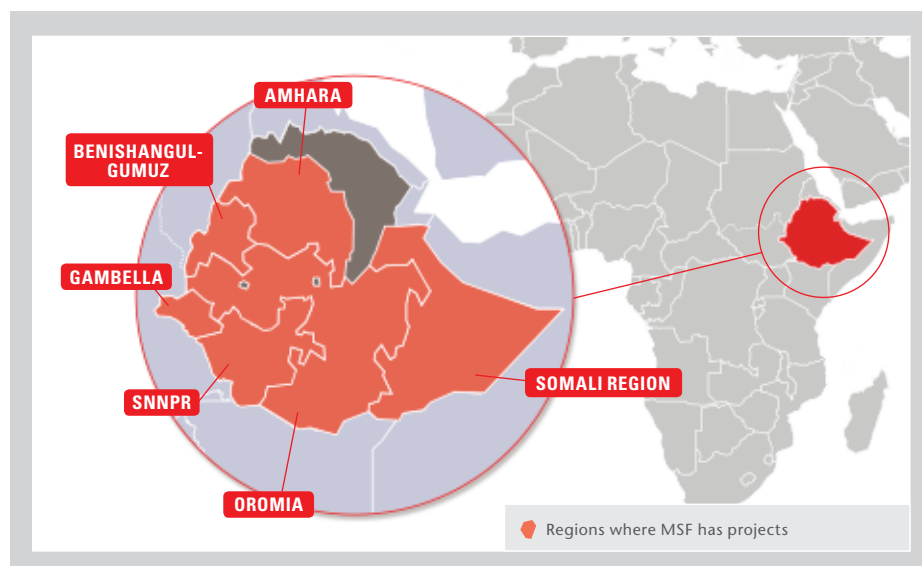 AMHARA
BENISHANGUL-
GUMUZ
GAMBELLA
SOMALI REGION
SNNPR
OROMIA
Regions where MSF has projects